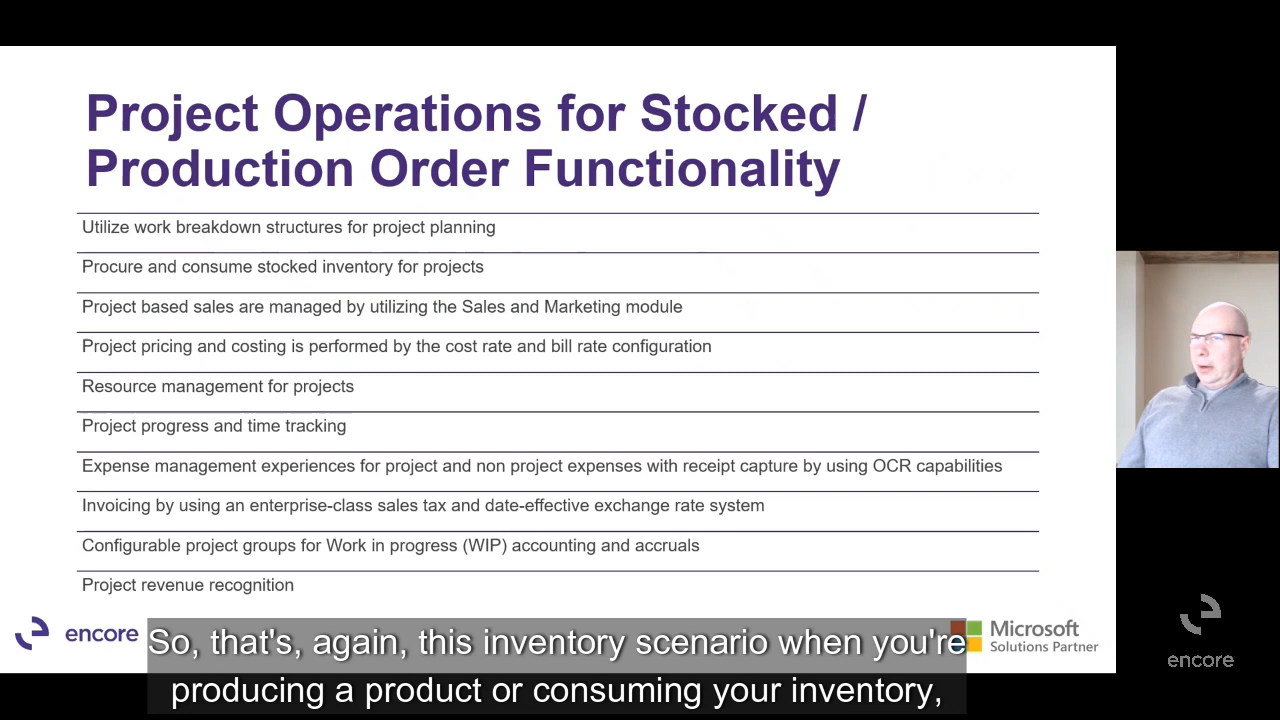 Project Operations for Stocked /
Production Order Functionality
Utilize work breakdown structures for project planning
Procure and consume stocked inventory for projects
Project based sales are managed by utilizing the Sales and Marketing module
Project pricing and costing is performed by the cost rate and bill rate configuration
Resource management for projects
Project progress and time tracking
Expense management experiences for project and non project expenses with receipt capture by using OCR capabilities
Invoicing by using an enterprise-class sales tax and date-effective exchange rate system
Configurable project groups for Work in progress (WIP) accounting and accruals
Project revenue recognition
encore
Microsoft
Solutions Partner
So, that's, again, this inventory scenario when you're
producing a product or consuming your inventory,
encore